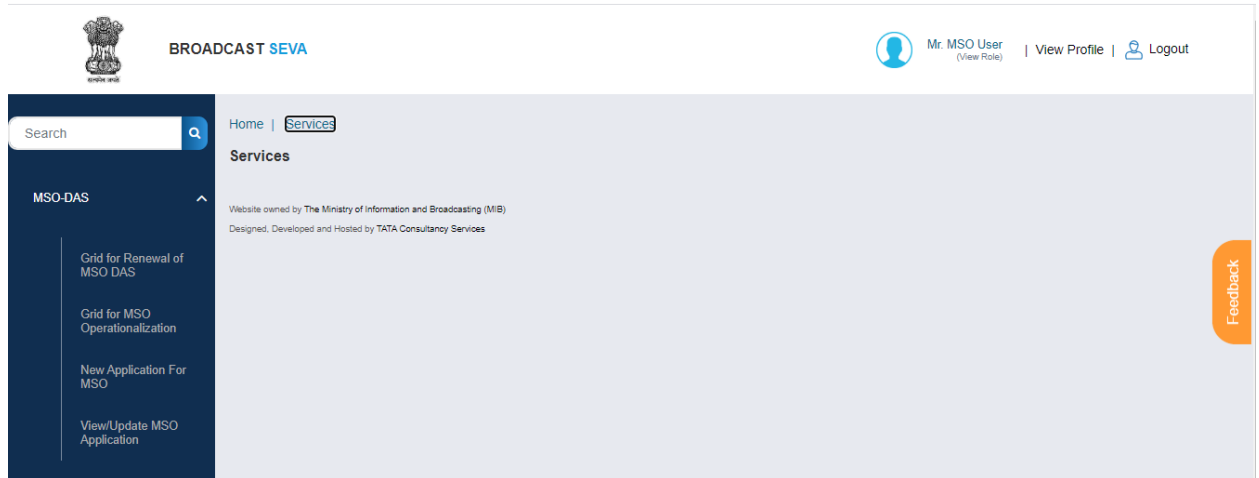 सत्यमेव जयते
BROADCAST SEVA
Mr. MSO User
(View Role)
| View Profile |
Logout
Search
Home | Services
Services
MSO-DAS
Website owned by The Ministry of Information and Broadcasting (MIB)
Designed, Developed and Hosted by TATA Consultancy Services
Grid for Renewal of
MSO DAS
Grid for MSO
Operationalization
New Application For
MSO
View/Update MSO
Application
Feedback